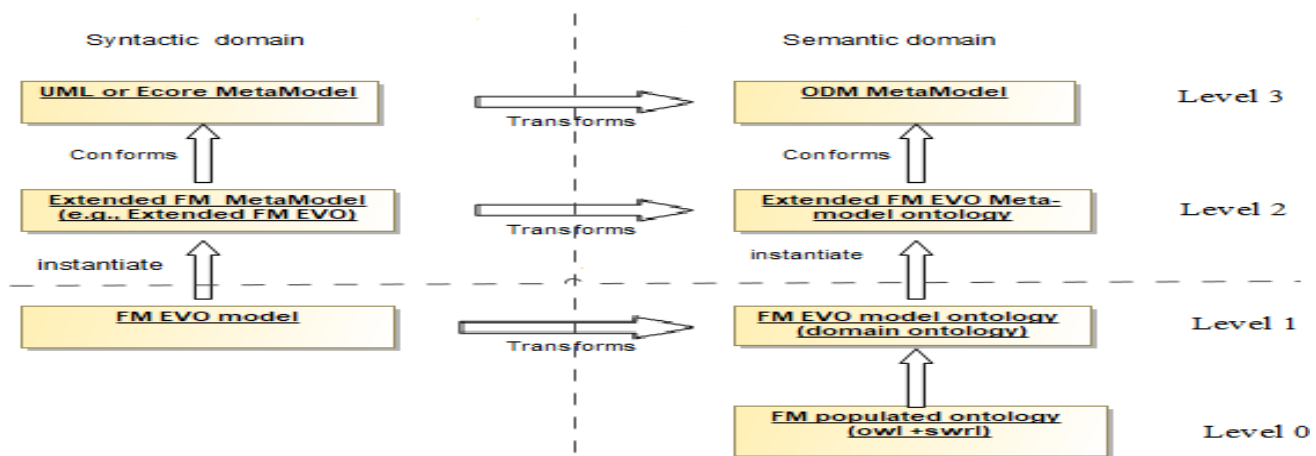 Syntactic domain
Semantic domain
UML or Ecore MetaModel
ODM MetaModel
Level 3
Transforms
Conforms
Conforms
Extended FM MetaModel
(e.g., Extended FM EVO)
Extended FM EVO Meta-
model ontology
Level 2
Transforms
instantiate
instantiate
FM EVO model
FM EVO model ontology
(domain ontology)
Level 1
Transforms
FM populated ontology
(owl +swrl)
Level 0